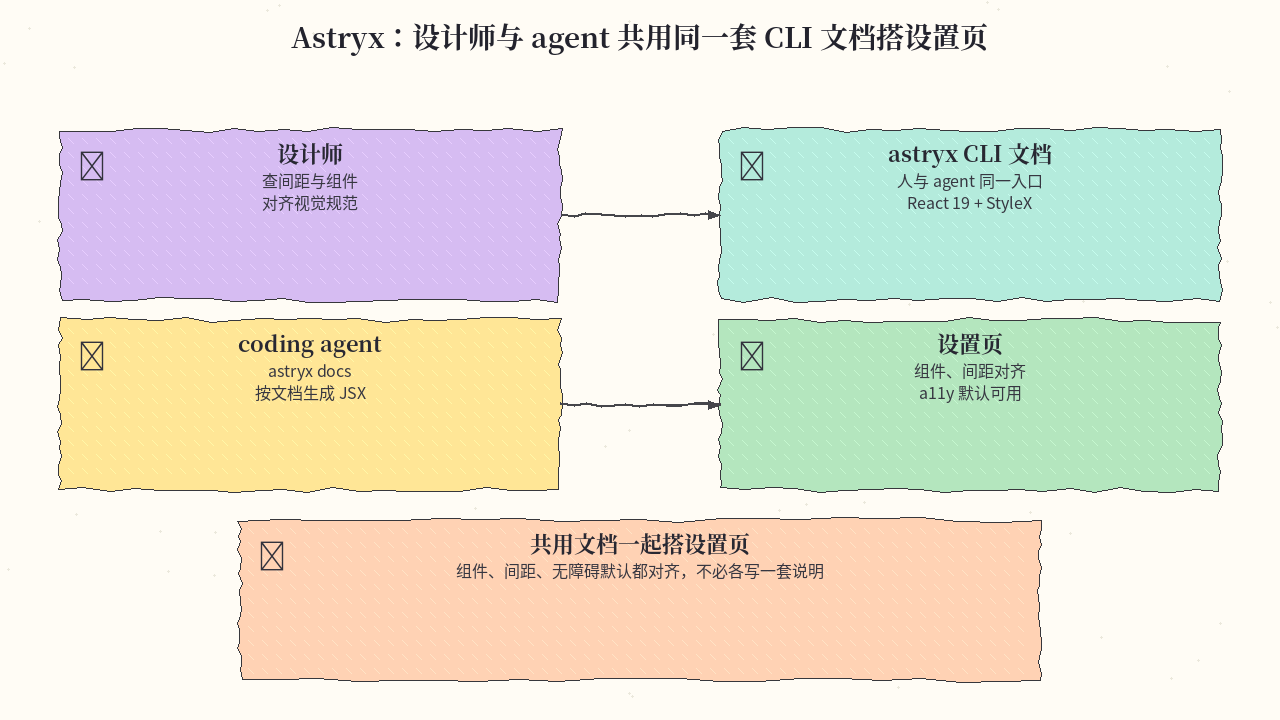 Astryx：设计师与 agent 共用同一套 CLI 文档搭设置页
设计师
查间距与组件
对齐视觉规范
astryx CLI 文档
人与 agent 同一入口
React 19 + StyleX
coding agent
astryx docs
按文档生成 JSX
设置页
组件、间距对齐
a11y 默认可用
共用文档一起搭设置页
组件、间距、无障碍默认都对齐，不必各写一套说明